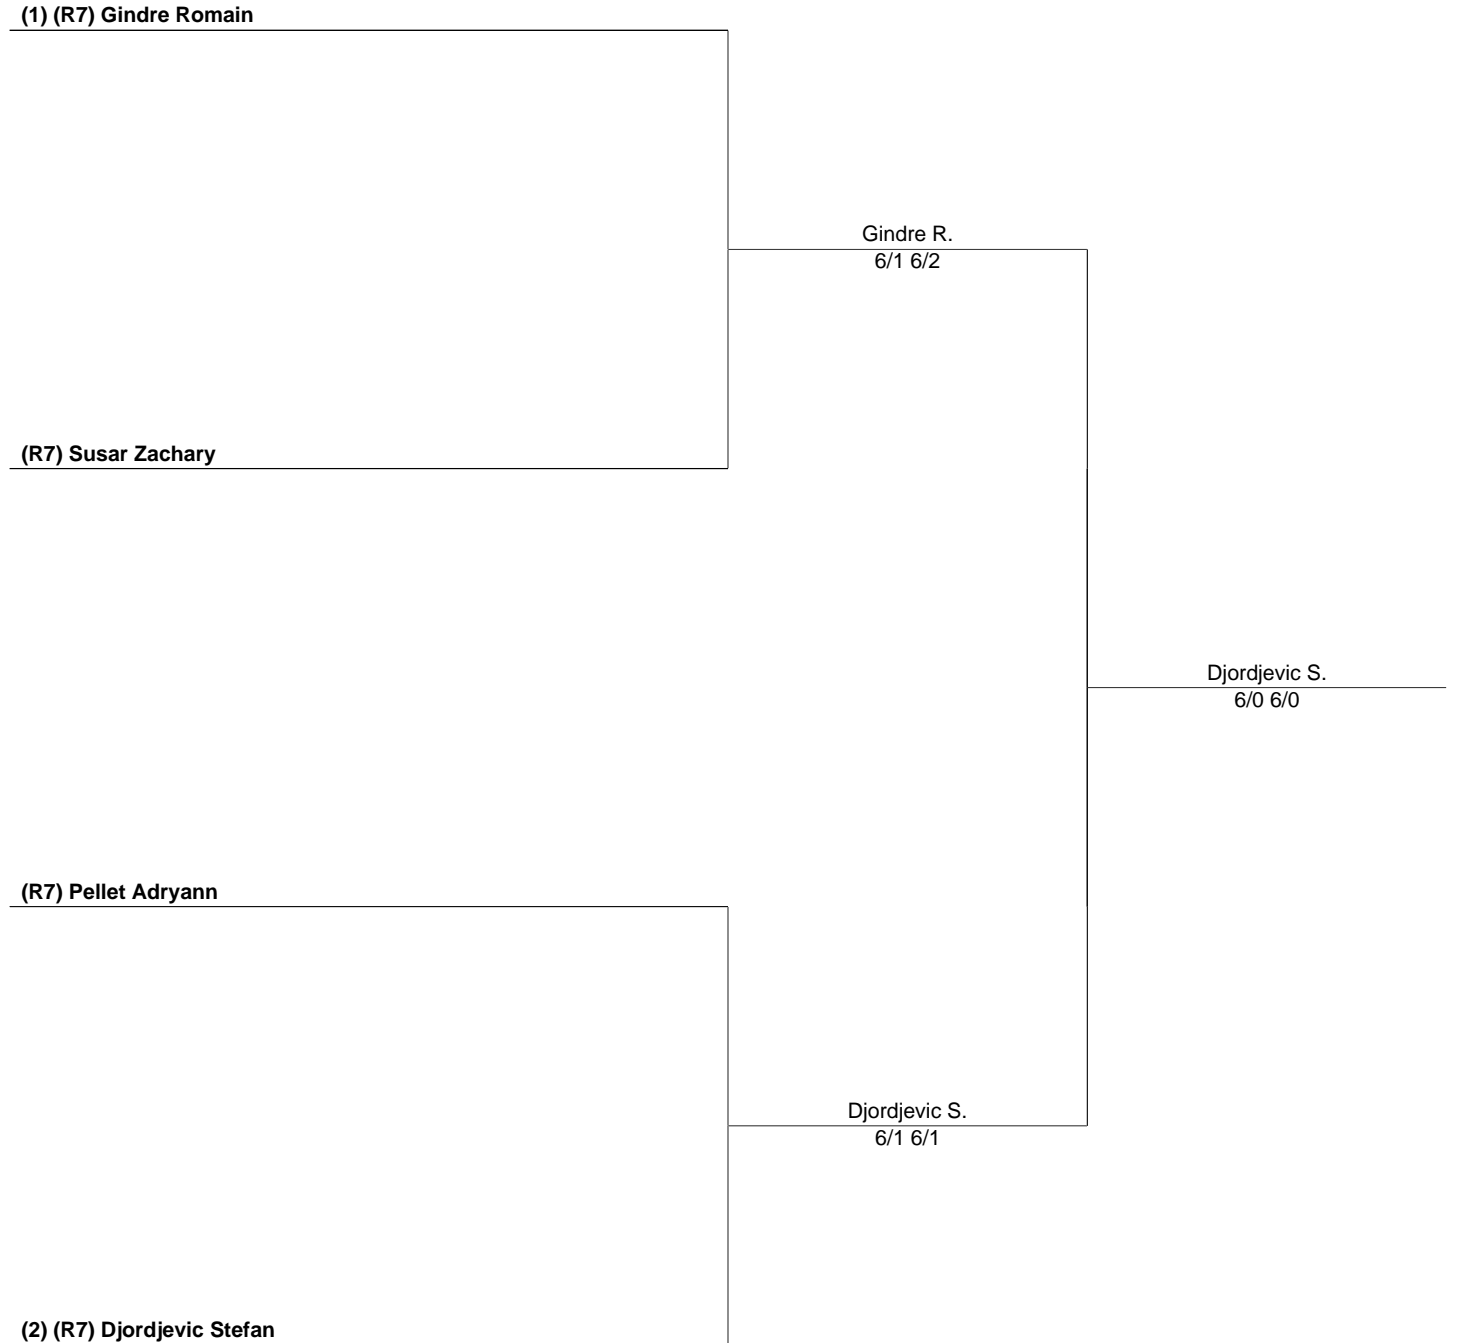 (1) (R7) Gindre Romain
Gindre R.
6/1 6/2
(R7) Susar Zachary
Djordjevic S.
6/0 6/0
(R7) Pellet Adryann
Djordjevic S.
6/1 6/1
(2) (R7) Djordjevic Stefan